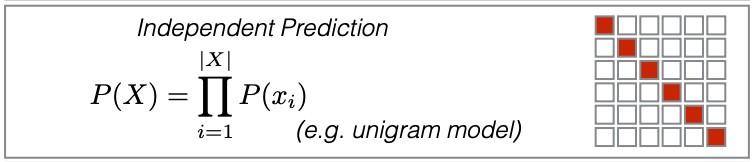 Independent Prediction
P(X) = ∏_{i=1}^{|X|} P(x_i)
(e.g. unigram model)